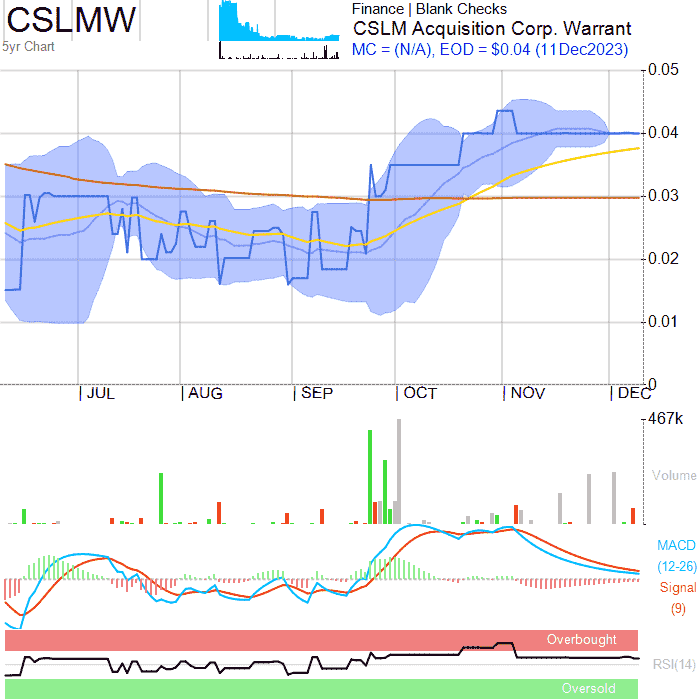 CSLMW
5yr Chart
Finance | Blank Checks
CSLM Acquisition Corp. Warrant
MC = (N/A), EOD = $0.04 (11Dec2023)
0.05
0.04
0.03
0.02
0.01
0
JUL AUG SEP OCT NOV DEC
467k
Volume
MACD
(12-26)
Signal
(9)
Overbought
RSI(14)
Oversold